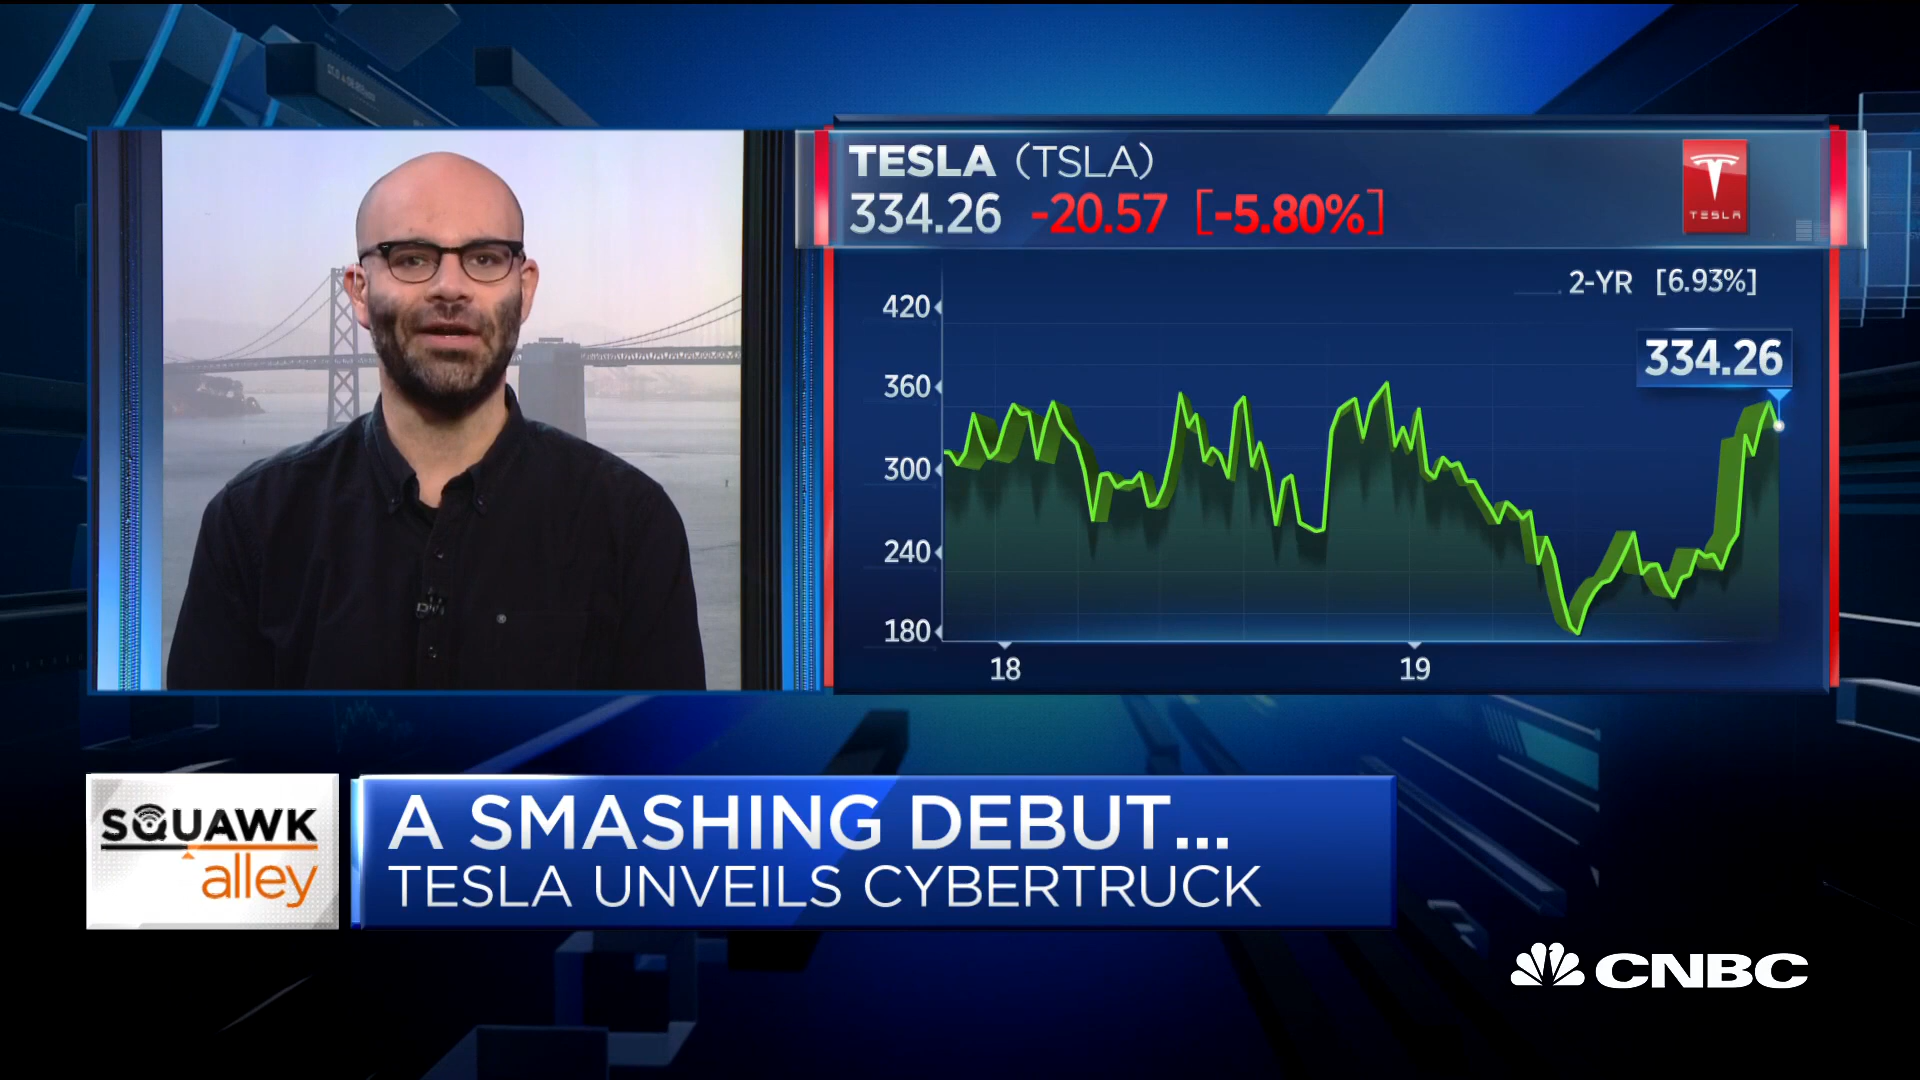 TESLA (TSLA)
334.26 -20.57 [-5.80%]
TESLA
2-YR [6.93%]
420
360
300
240
180
334.26
18
19
SQUAWK
alley
A SMASHING DEBUT...
TESLA UNVEILS CYBERTRUCK
CNBC